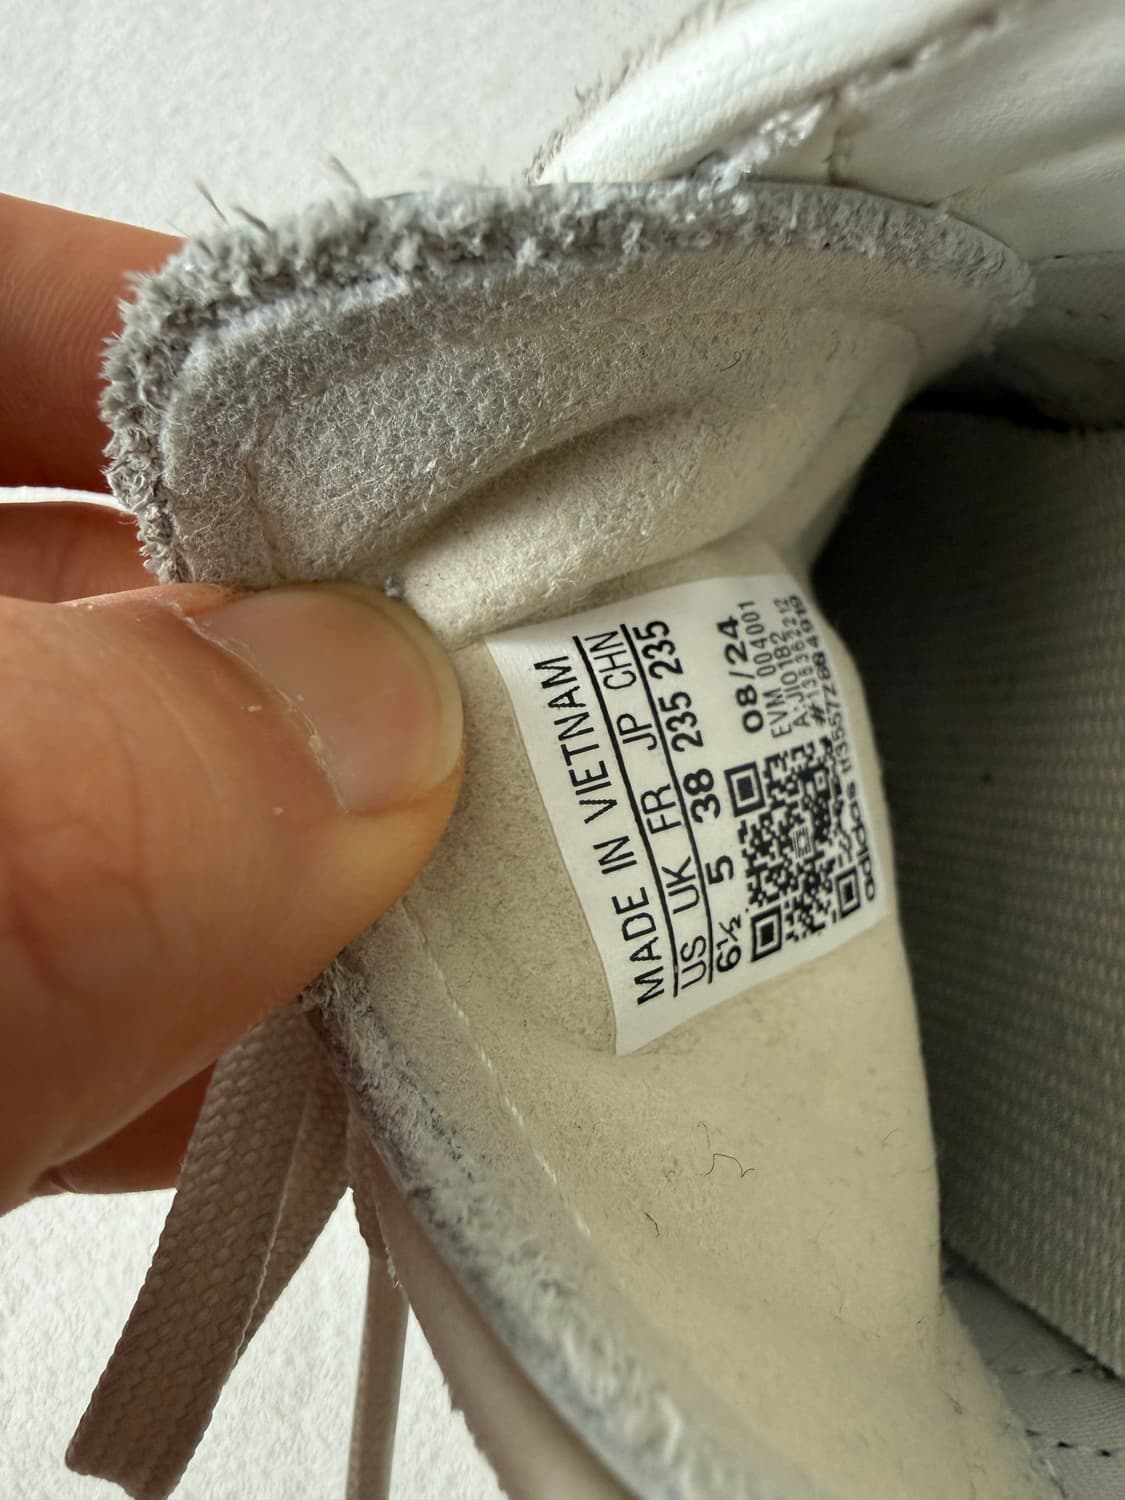 MADE IN VIETNAM
US UK FR JP CHN
6½ 5 38 235 235
08/24
EVM 004001
A:JI0182
adidas